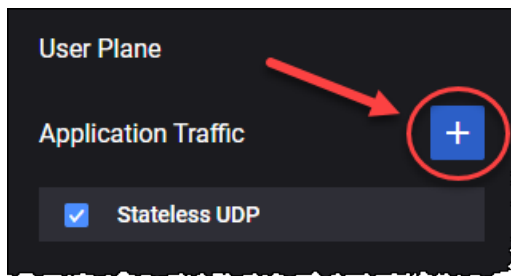 User Plane
Application Traffic
+
Stateless UDP